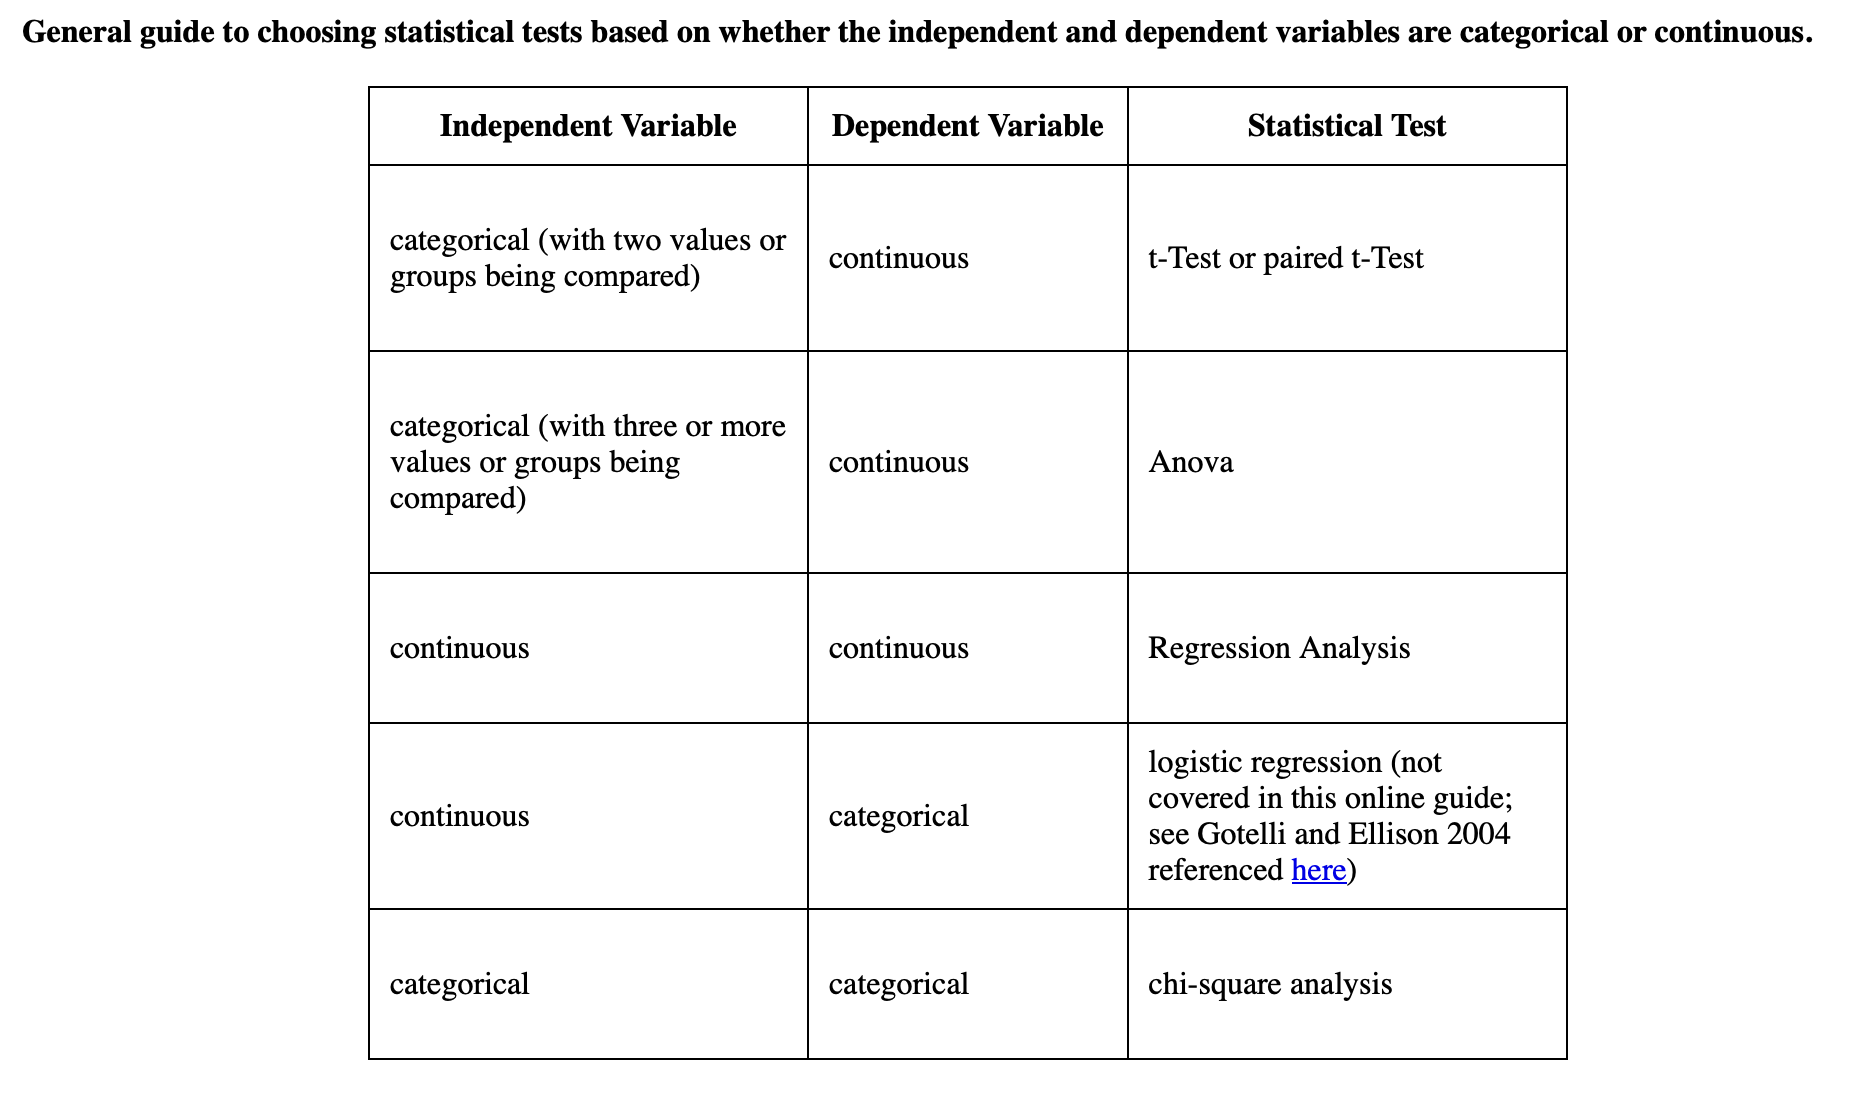 General guide to choosing statistical tests based on whether the independent and dependent variables are categorical or continuous.
Independent Variable
Dependent Variable
Statistical Test
categorical (with two values or
groups being compared)
continuous
t-Test or paired t-Test
categorical (with three or more
values or groups being
compared)
continuous
Anova
continuous
continuous
Regression Analysis
continuous
categorical
logistic regression (not
covered in this online guide;
see Gotelli and Ellison 2004
referenced here)
categorical
categorical
chi-square analysis